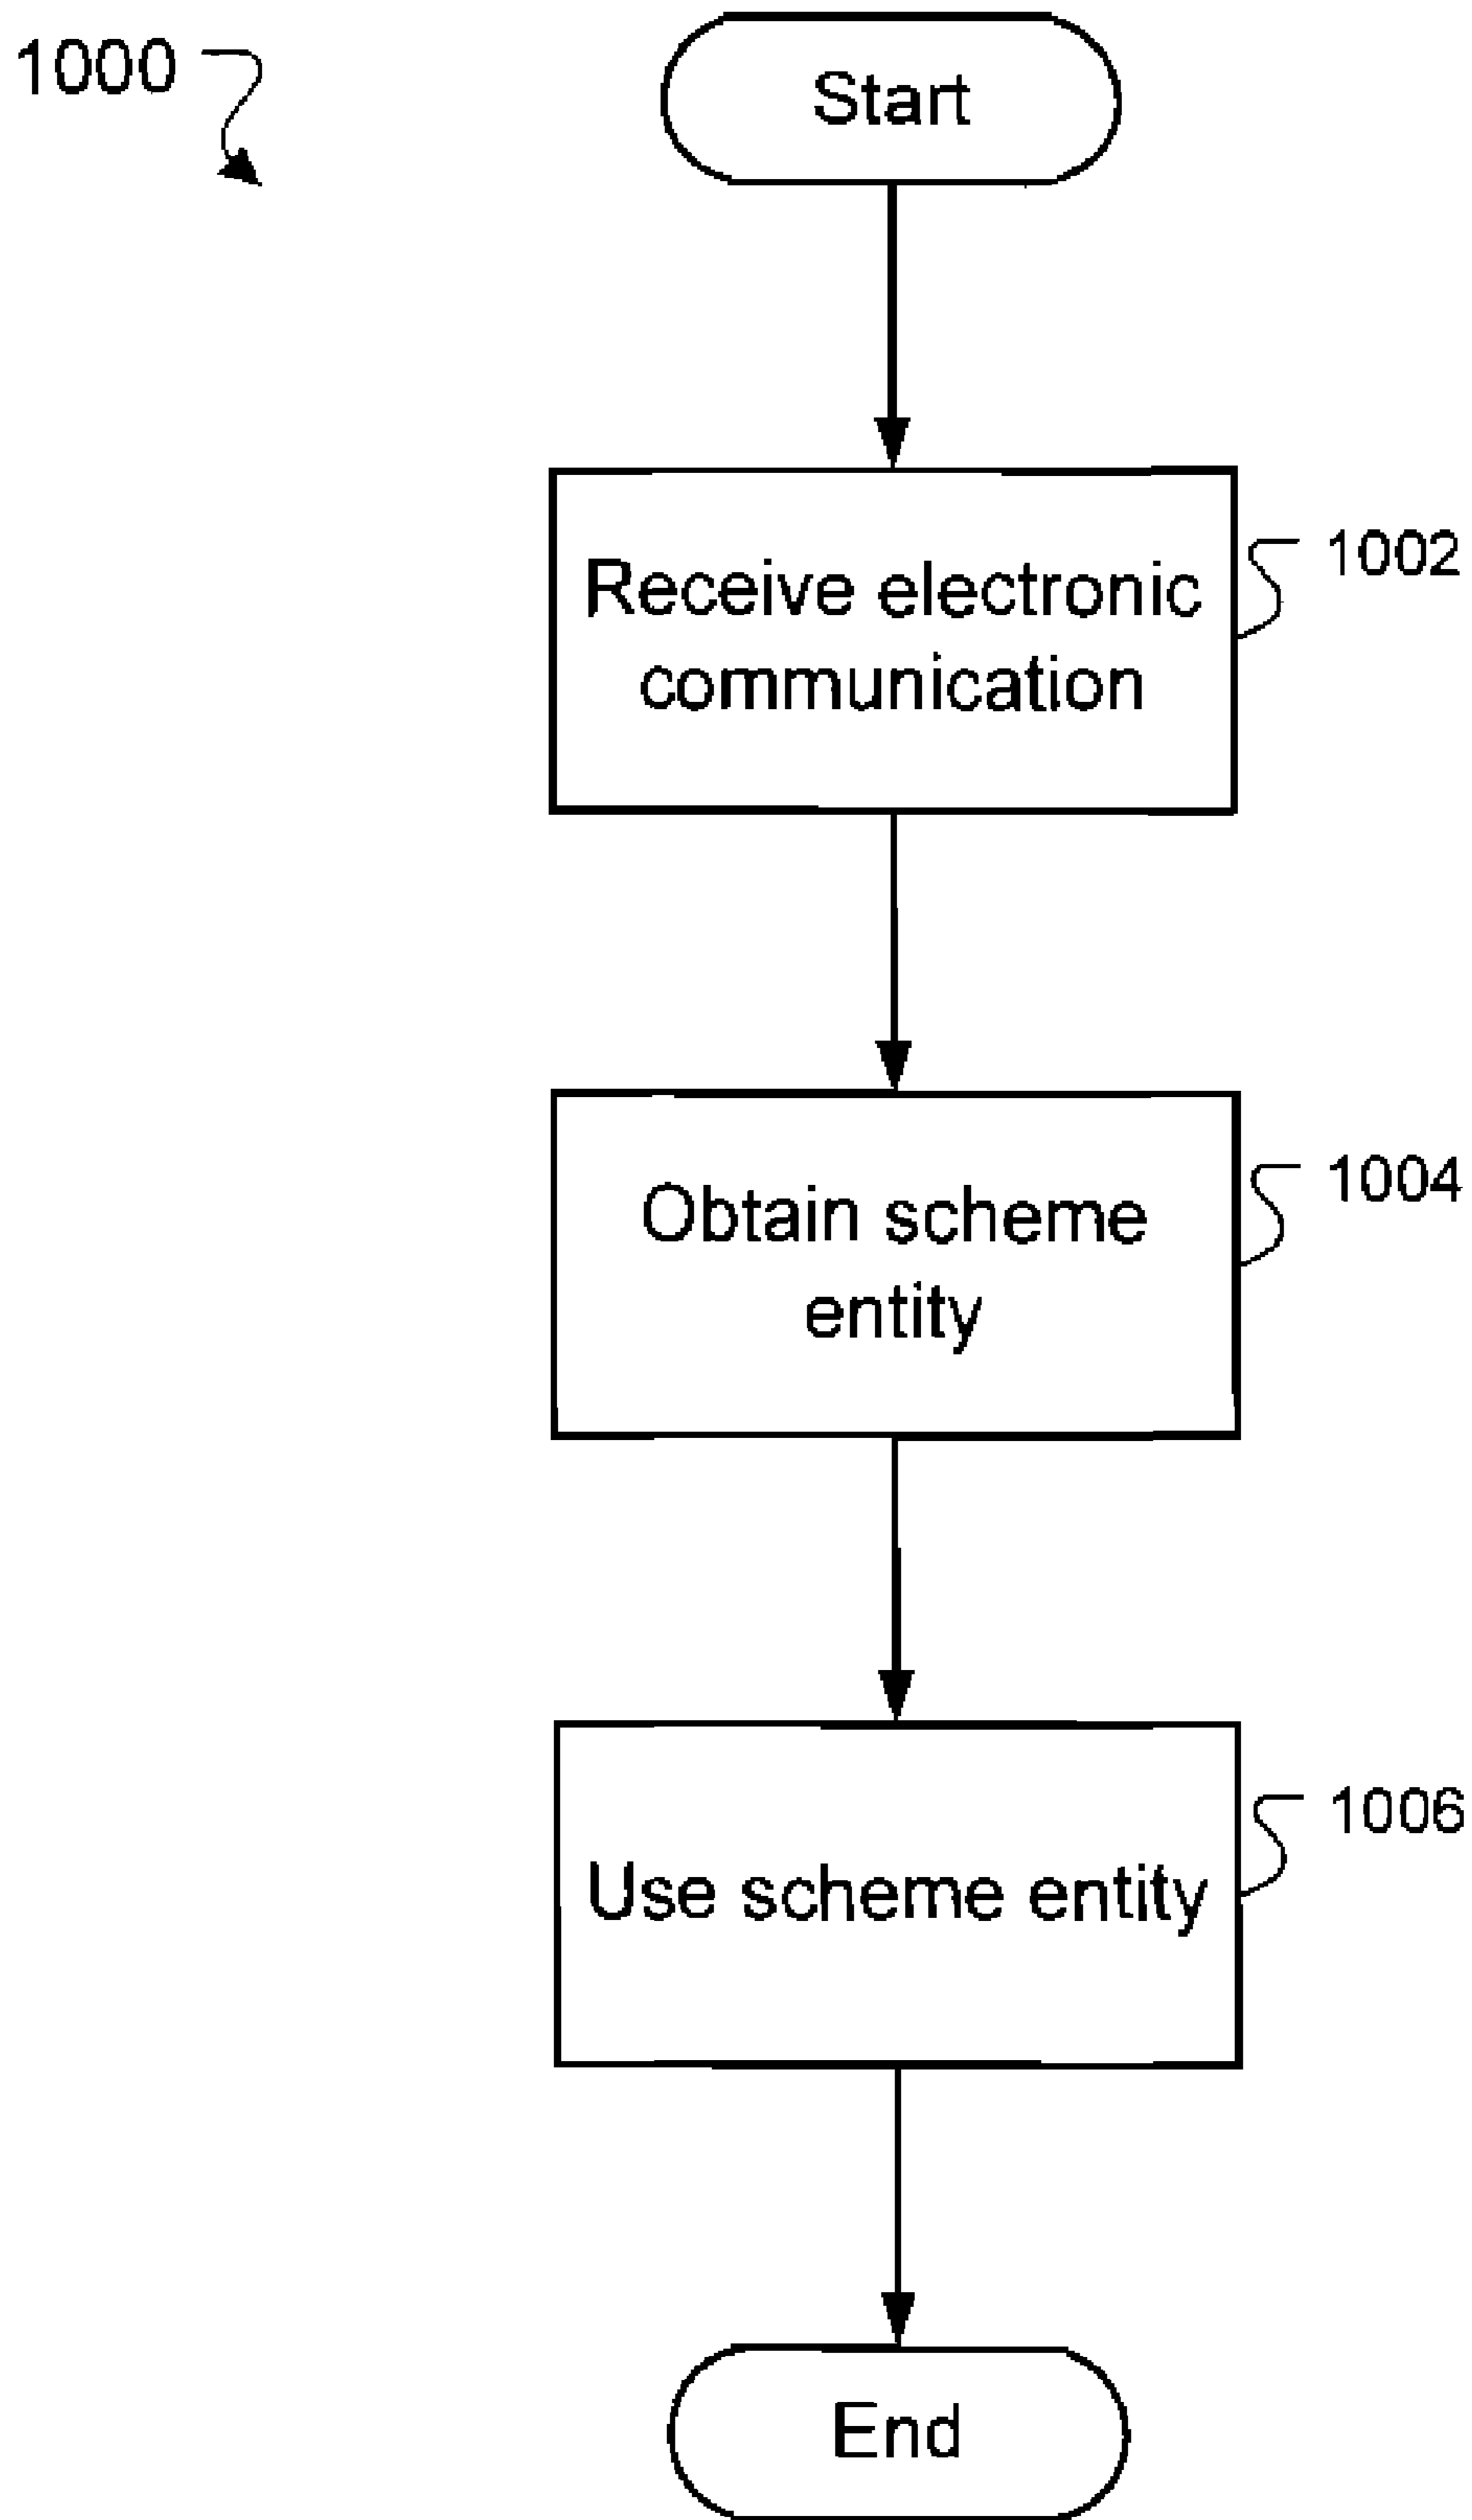 1000
Start
Receive electronic
communication
1002
Obtain scheme
entity
1004
Use scheme entity
1006
End